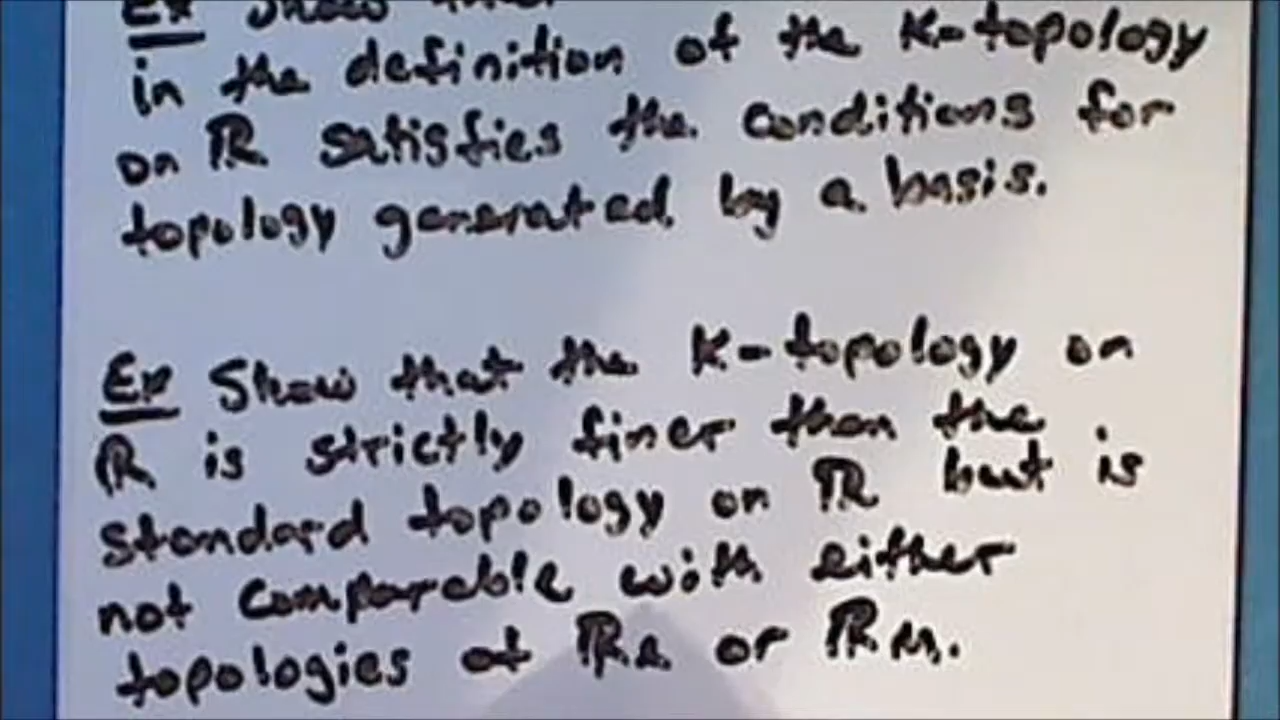 Ex Show that
in the definition of the K-topology
on ℝ satisfies the conditions for
topology generated by a basis.
Ex Show that the K-topology on
ℝ is strictly finer than the
standard topology on ℝ but is
not comparable with either
topologies of or